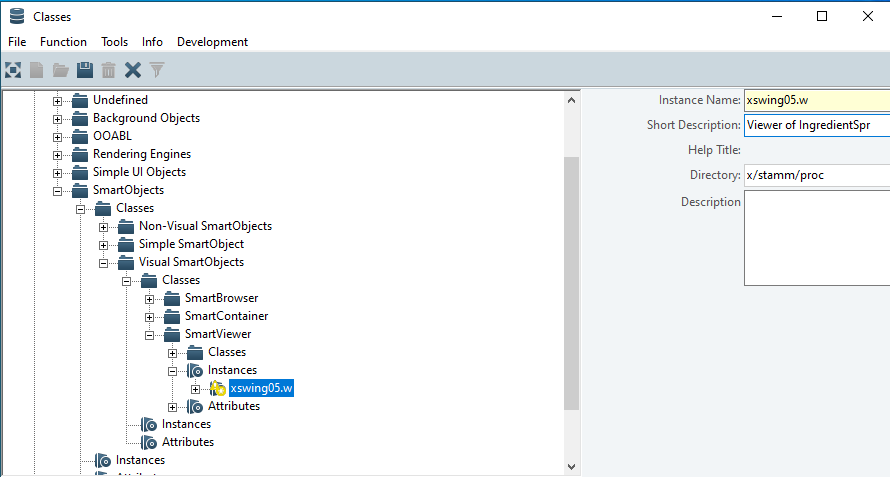 Classes
File Function Tools Info Development
Undefined
Background Objects
OOABL
Rendering Engines
Simple UI Objects
SmartObjects
Classes
Non-Visual SmartObjects
Simple SmartObject
Visual SmartObjects
Classes
SmartBrowser
SmartContainer
SmartViewer
Classes
Instances
xswing05.w
Attributes
Instances
Attributes
Instances
Instance Name: xswing05.w
Short Description: Viewer of IngredientSpr
Help Title:
Directory: x/stamm/proc
Description